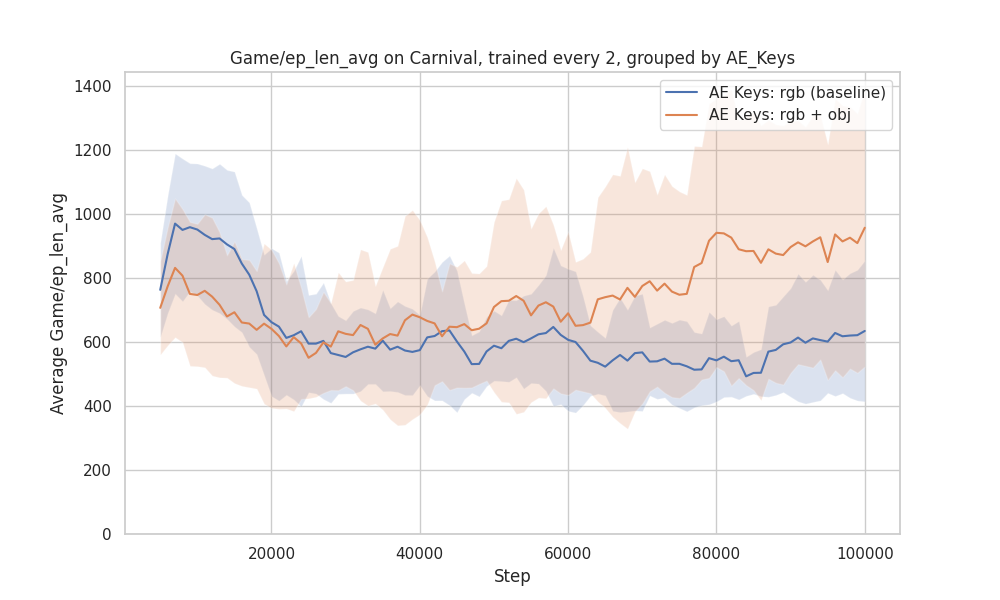 Game/ep_len_avg on Carnival, trained every 2, grouped by AE_Keys
AE Keys: rgb (baseline)
AE Keys: rgb + obj
Average Game/ep_len_avg
1400
1200
1000
800
600
400
200
0
20000 40000 60000 80000 100000
Step